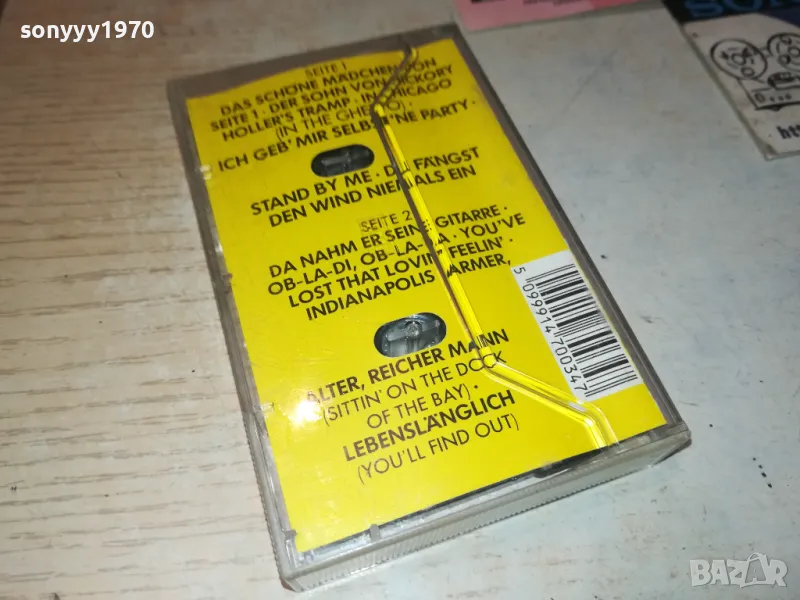 sonyyy1970
SEITE 1
DAS SCHÖNE MÄDCHEN VON
SEITE 1 · DER SOHN VON HICKORY
HOLLER'S TRAMP · IN CHICAGO
(IN THE GHETTO) ·
ICH GEB' MIR SELBST 'NE PARTY ·
STAND BY ME · DU FÄNGST
DEN WIND NIEMALS EIN
SEITE 2
DA NAHM ER SEINE GITARRE ·
OB-LA-DI, OB-LA-DA · YOU'VE
LOST THAT LOVIN' FEELIN' ·
INDIANAPOLIS · ARMER,
ALTER, REICHER MANN
(SITTIN' ON THE DOCK
OF THE BAY) ·
LEBENSLÄNGLICH
(YOU'LL FIND OUT)
5 099914 700347
BAZAR